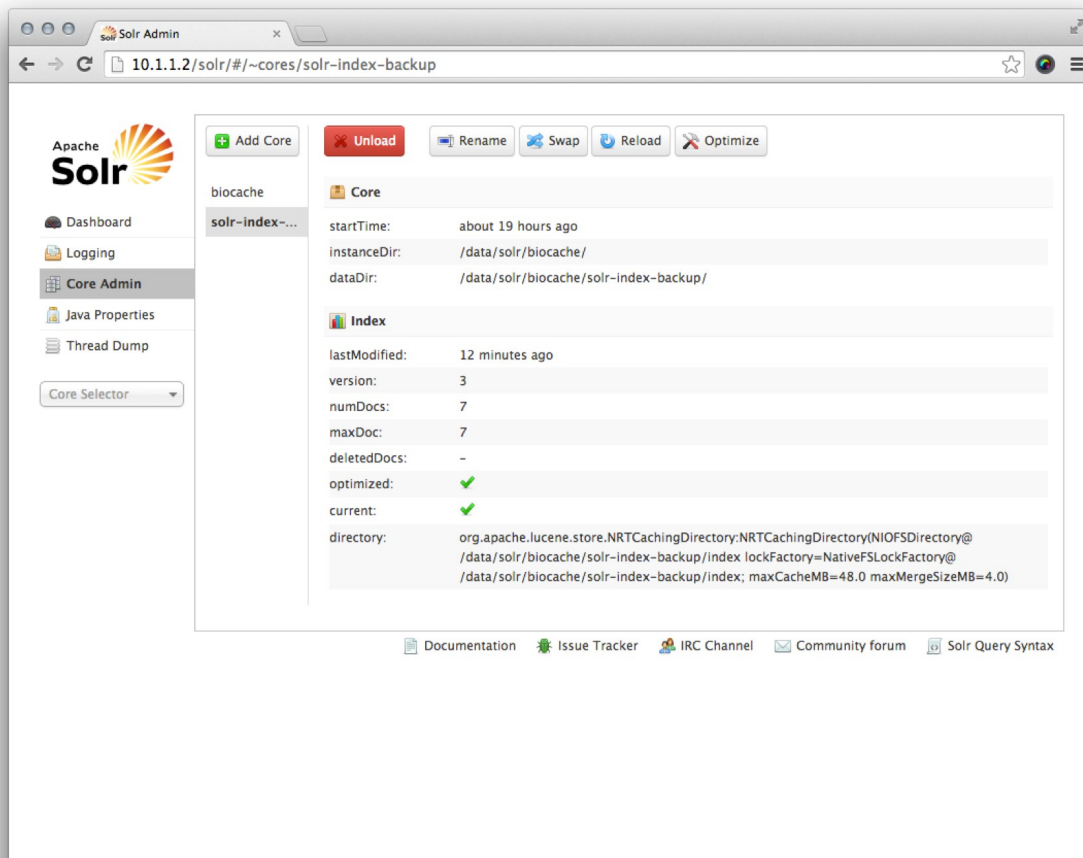 Solr Admin
10.1.1.2/solr/#/~cores/solr-index-backup
Apache
Solr
Dashboard
Logging
Core Admin
Java Properties
Thread Dump
Core Selector
Add Core
biocache
solr-index-...
Unload
Rename
Swap
Reload
Optimize
Core
startTime: about 19 hours ago
instanceDir: /data/solr/biocache/
dataDir: /data/solr/biocache/solr-index-backup/
Index
lastModified: 12 minutes ago
version: 3
numDocs: 7
maxDoc: 7
deletedDocs: -
optimized:
current:
directory: org.apache.lucene.store.NRTCachingDirectory:NRTCachingDirectory(NIOFSDirectory@
/data/solr/biocache/solr-index-backup/index lockFactory=NativeFSLockFactory@
/data/solr/biocache/solr-index-backup/index; maxCacheMB=48.0 maxMergeSizeMB=4.0)
Documentation
Issue Tracker
IRC Channel
Community forum
Solr Query Syntax